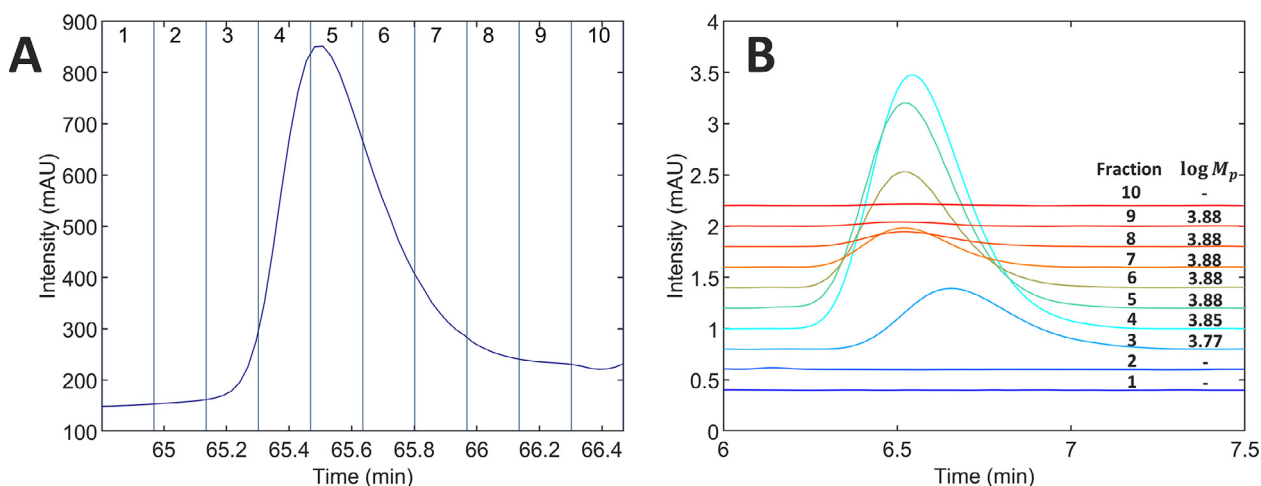 A
1 2 3 4 5 6 7 8 9 10
900
800
700
600
500
400
300
200
100
Intensity (mAU)
65 65.2 65.4 65.6 65.8 66 66.2 66.4
Time (min)
B
4
3.5
3
2.5
2
1.5
1
0.5
0
Intensity (mAU)
Fraction log Mp
10 -
9 3.88
8 3.88
7 3.88
6 3.88
5 3.88
4 3.85
3 3.77
2 -
1 -
6 6.5 7 7.5
Time (min)